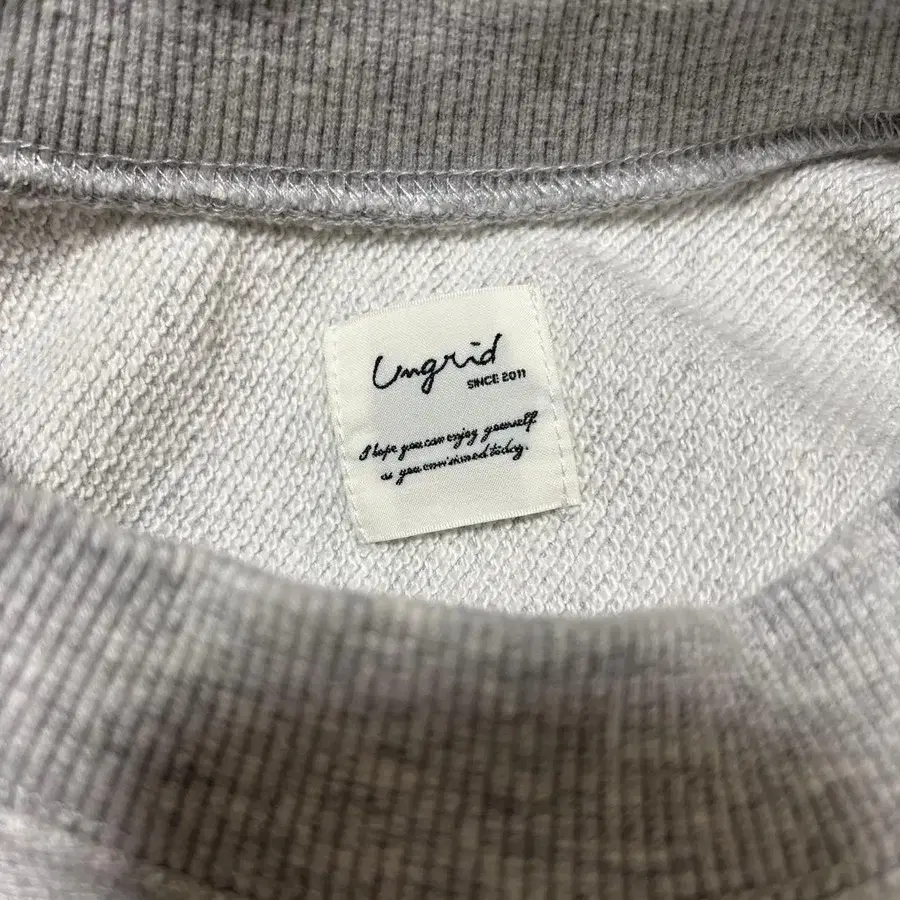 Ungrid
SINCE 2011
I hope you can enjoy yourself
as you envisioned today.